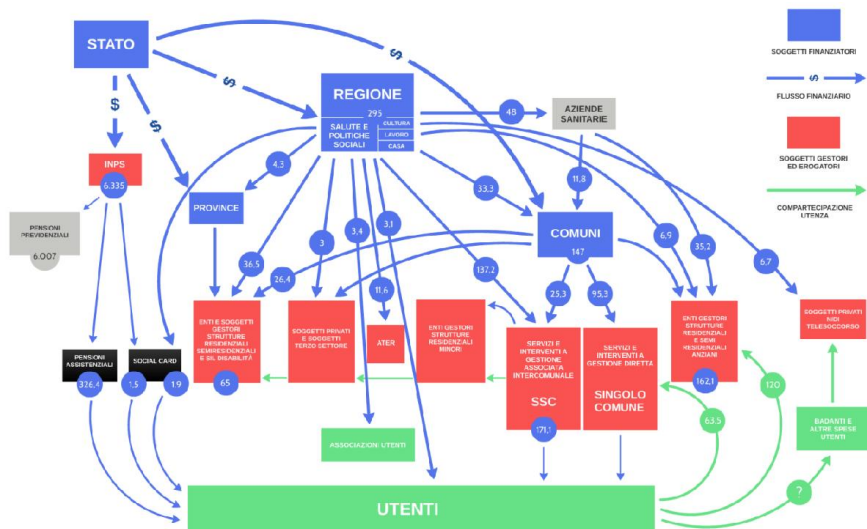 STATO
$
$
$
$
REGIONE
295
SALUTE E
POLITICHE
SOCIALI
CULTURA
LAVORO
CASA
48
AZIENDE
SANITARIE
SOGGETTI FINANZIATORI
$
FLUSSO FINANZIARIO
SOGGETTI GESTORI
ED EROGATORI
COMPARTECIPAZIONE
UTENZA
INPS
6.335
4,3
33,3
11,8
PROVINCE
COMUNI
147
PENSIONI
PREVIDENZIALI
6.007
36,5
26,4
3
3,4
3,1
11,6
137,2
25,3
95,3
6,9
35,2
6,7
ENTI E SOGGETTI
GESTORI
STRUTTURE
RESIDENZIALI
SEMIRESIDENZIALI
E SIL DISABILITÀ
65
SOGGETTI PRIVATI
E SOGGETTI
TERZO SETTORE
ATER
ENTI GESTORI
STRUTTURE
RESIDENZIALI
MINORI
SERVIZI E
INTERVENTI A
GESTIONE
ASSOCIATA
INTERCOMUNALE
SSC
171,1
SERVIZI E
INTERVENTI A
GESTIONE DIRETTA
SINGOLO
COMUNE
ENTI GESTORI
STRUTTURE
RESIDENZIALI
E SEMI
RESIDENZIALI
ANZIANI
162,1
SOGGETTI PRIVATI
NIDI
TELESOCCORSO
PENSIONI
ASSISTENZIALI
326,4
SOCIAL CARD
1,5
1,9
ASSOCIAZIONI UTENTI
63,5
120
BADANTI E
ALTRE SPESE
UTENTI
?
UTENTI